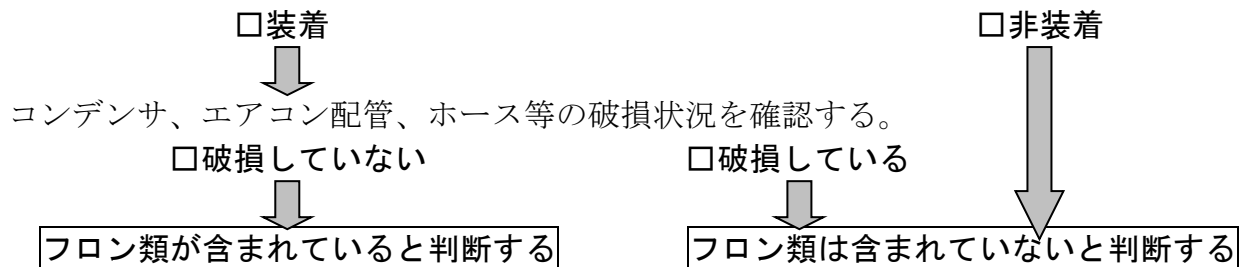 □装着 □非装着
コンデンサ、エアコン配管、ホース等の破損状況を確認する。
□破損していない □破損している
フロン類が含まれていると判断する フロン類は含まれていないと判断する